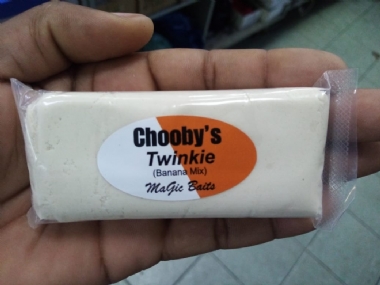 Chooby's
Twinkie
(Banana Mix)
MaGic Baits